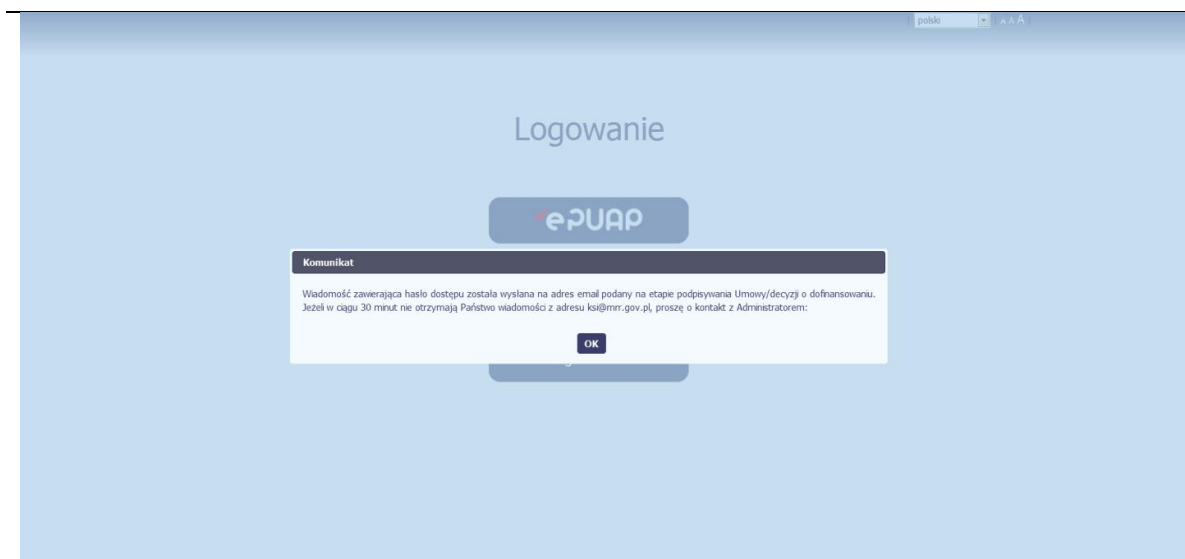 polski A A A
Logowanie
ePUAP
Komunikat
Wiadomość zawierająca hasło dostępu została wysłana na adres email podany na etapie podpisywania Umowy/decyzji o dofinansowaniu.
Jeżeli w ciągu 30 minut nie otrzymają Państwo wiadomości z adresu ksi@mrr.gov.pl, proszę o kontakt z Administratorem:
OK